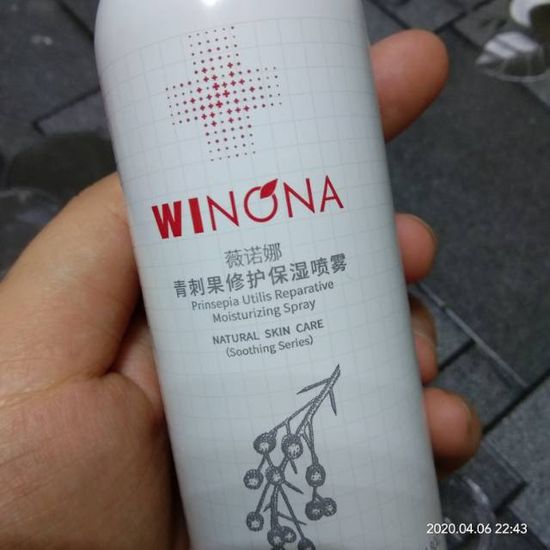 WINONA
薇诺娜
青刺果修护保湿喷雾
Prinsepia Utilis Reparative
Moisturizing Spray
NATURAL SKIN CARE
(Soothing Series)
2020.04.06 22:43